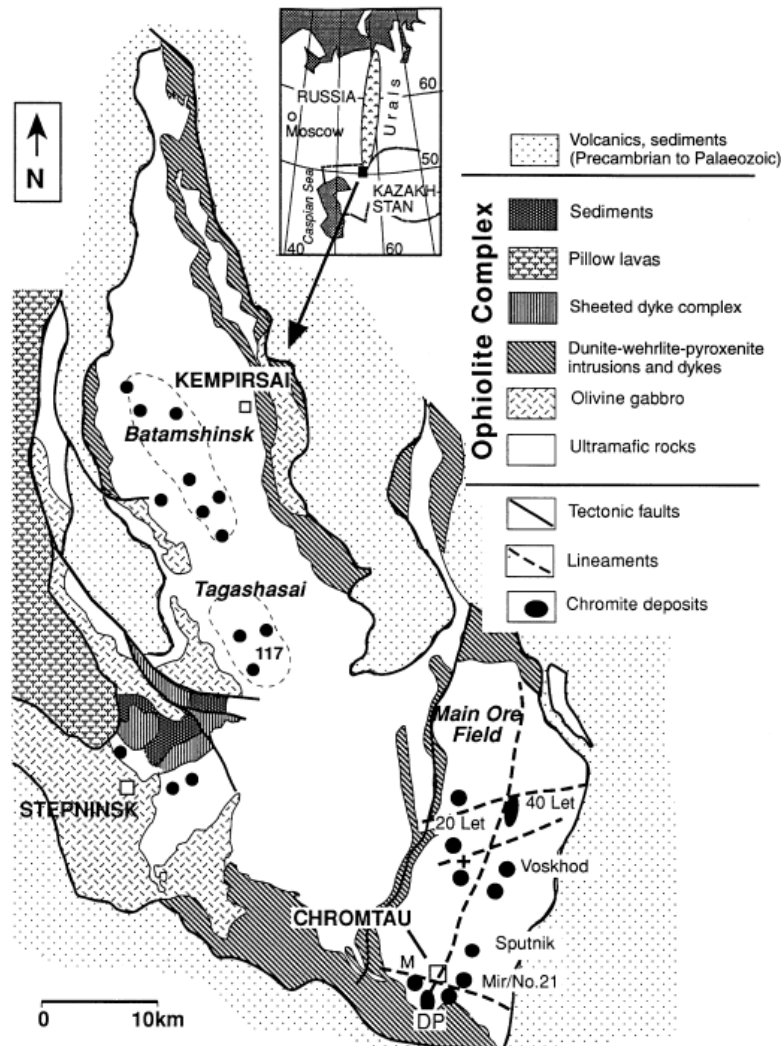 N
RUSSIA
Moscow
Urals
60
50
Caspian Sea
KAZAKH-
STAN
40
60
Volcanics, sediments
(Precambrian to Palaeozoic)
Ophiolite Complex
Sediments
Pillow lavas
Sheeted dyke complex
Dunite-wehrlite-pyroxenite
intrusions and dykes
Olivine gabbro
Ultramafic rocks
Tectonic faults
Lineaments
Chromite deposits
KEMPIRSAI
Batamshinsk
Tagashasai
117
Main Ore
Field
40 Let
20 Let
STEPNINSK
Voskhod
CHROMTAU
Sputnik
M
Mir/No.21
DP
0
10km